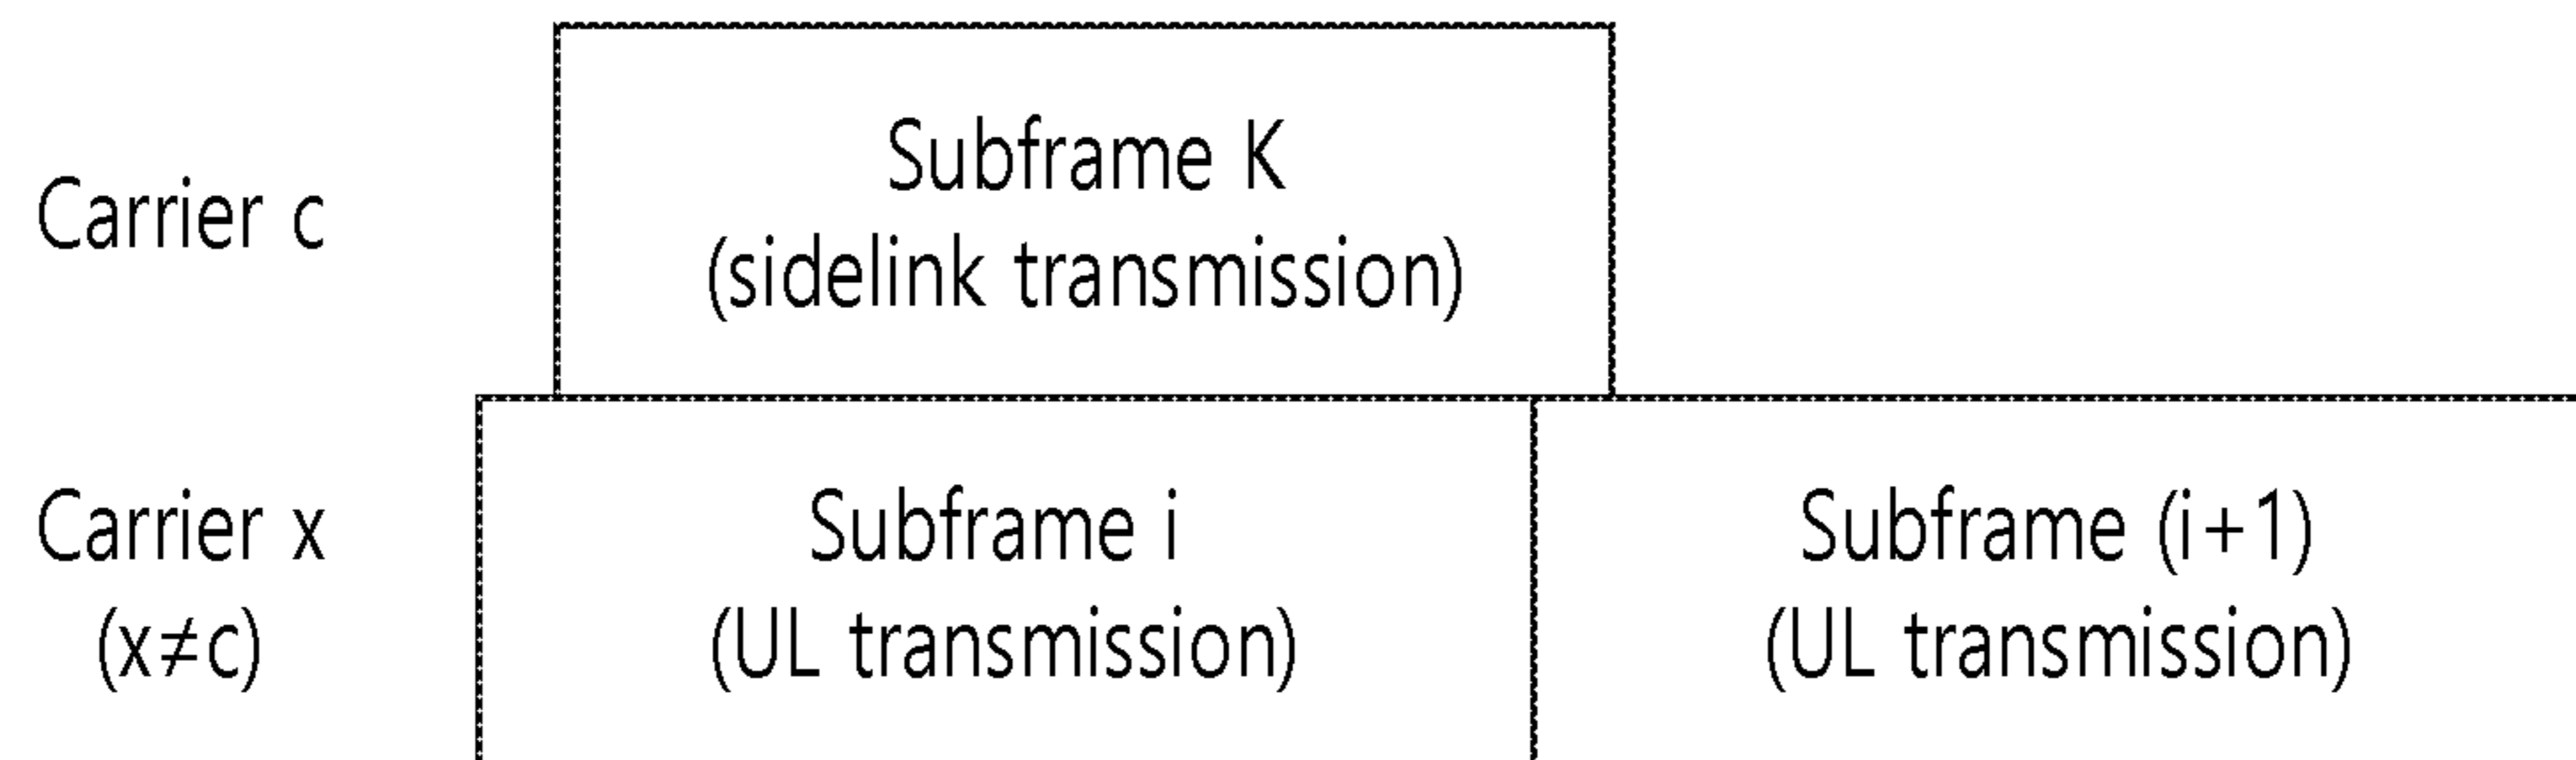 Carrier c
Subframe K
(sidelink transmission)
Carrier x
(x≠c)
Subframe i
(UL transmission)
Subframe (i+1)
(UL transmission)